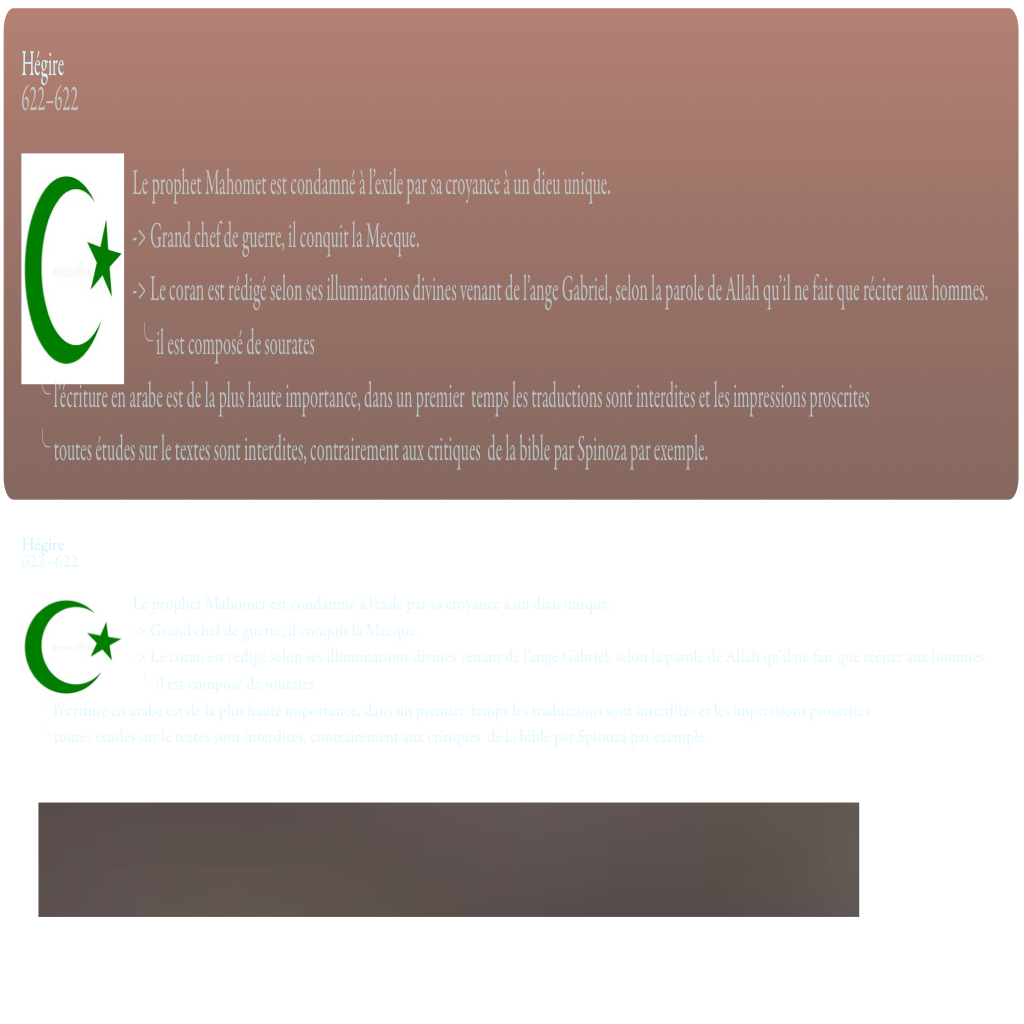 Hégire
622–622
Le prophet Mahomet est condamné à l'exile par sa croyance à un dieu unique.
-> Grand chef de guerre, il conquit la Mecque.
-> Le coran est rédigé selon ses illuminations divines venant de l'ange Gabriel, selon la parole de Allah qu'il ne fait que réciter aux hommes.
╰ il est composé de sourates
╰ l'écriture en arabe est de la plus haute importance, dans un premier  temps les traductions sont interdites et les impressions proscrites
╰ toutes études sur le textes sont interdites, contrairement aux critiques  de la bible par Spinoza par exemple.
Hégire
622–622
Le prophet Mahomet est condamné à l'exile par sa croyance à un dieu unique.
-> Grand chef de guerre, il conquit la Mecque.
-> Le coran est rédigé selon ses illuminations divines venant de l'ange Gabriel, selon la parole de Allah qu'il ne fait que réciter aux hommes.
╰ il est composé de sourates
╰ l'écriture en arabe est de la plus haute importance, dans un premier  temps les traductions sont interdites et les impressions proscrites
╰ toutes études sur le textes sont interdites, contrairement aux critiques  de la bible par Spinoza par exemple.